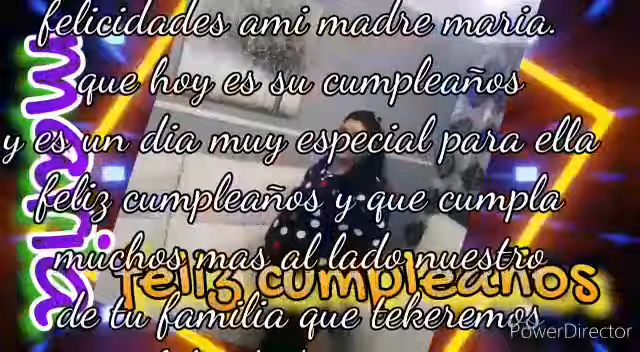 felicidades ami madre maria.
que hoy es su cumpleaños
y es un dia muy especial para ella
feliz cumpleaños y que cumpla
muchos mas al lado nuestro
de tu familia que tekeremos
maria
feliz cumpleaños
PowerDirector